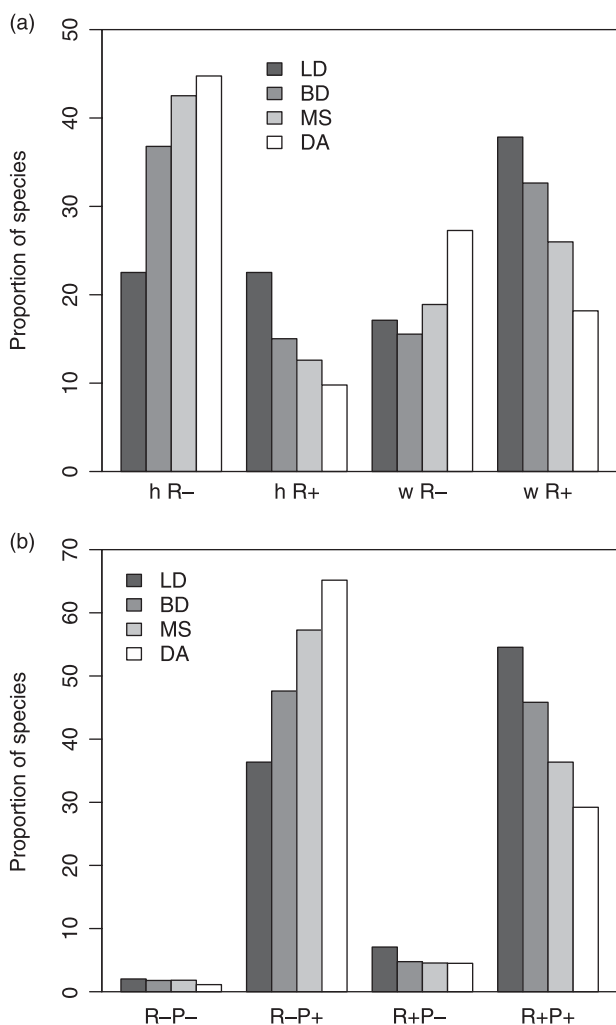 (a)
50
40
30
20
10
0
Proportion of species
LD
BD
MS
DA
h R–
h R+
w R–
w R+
(b)
70
60
50
40
30
20
10
0
Proportion of species
LD
BD
MS
DA
R–P–
R–P+
R+P–
R+P+